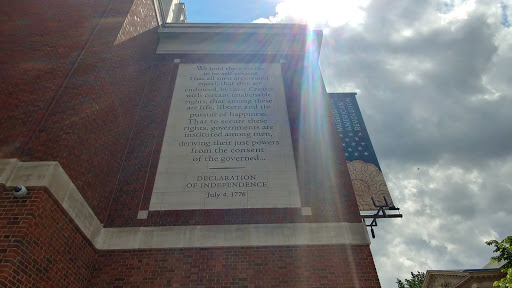 We hold these truths
to be self-evident,
that all men are created
equal; that they are
endowed, by their Creator,
with certain unalienable
rights; that among these
are life, liberty, and the
pursuit of happiness.
That to secure these
rights, governments are
instituted among men,
deriving their just powers
from the consent
of the governed...
DECLARATION
OF INDEPENDENCE
July 4, 1776
MUSEUM
AMERICAN
REVOLUTION